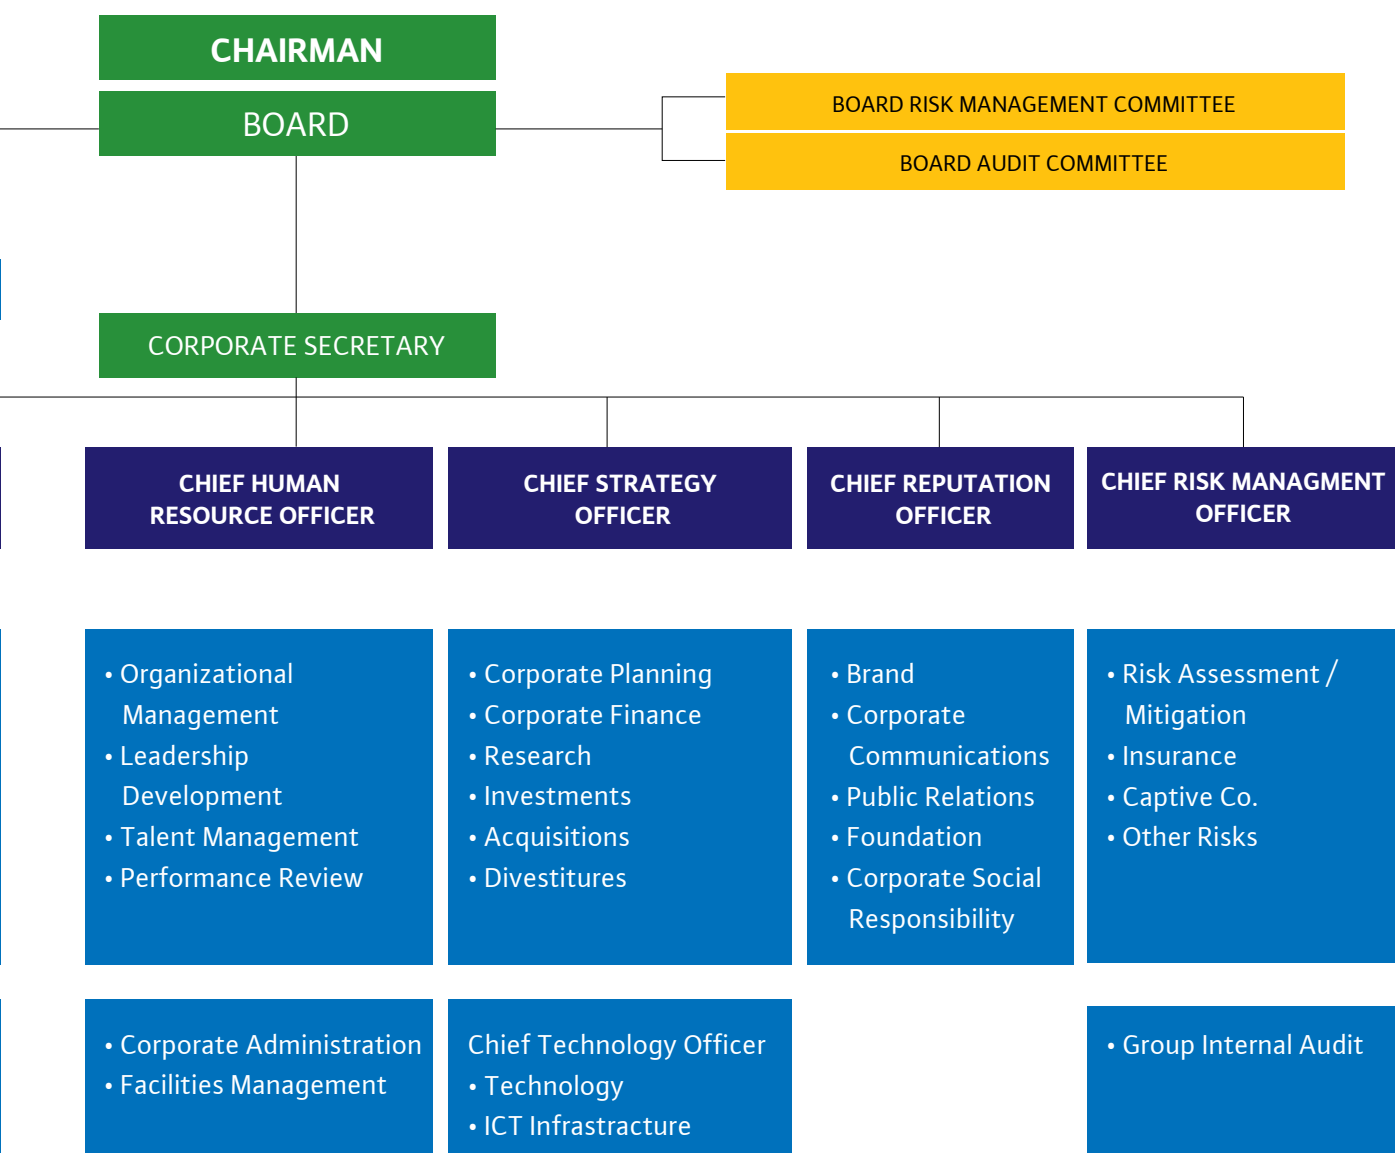 CHAIRMAN
BOARD
BOARD RISK MANAGEMENT COMMITTEE
BOARD AUDIT COMMITTEE
CORPORATE SECRETARY
CHIEF HUMAN
RESOURCE OFFICER
CHIEF STRATEGY
OFFICER
CHIEF REPUTATION
OFFICER
CHIEF RISK MANAGMENT
OFFICER
• Organizational
Management
• Leadership
Development
• Talent Management
• Performance Review
• Corporate Planning
• Corporate Finance
• Research
• Investments
• Acquisitions
• Divestitures
• Brand
• Corporate
Communications
• Public Relations
• Foundation
• Corporate Social
Responsibility
• Risk Assessment /
Mitigation
• Insurance
• Captive Co.
• Other Risks
• Corporate Administration
• Facilities Management
Chief Technology Officer
• Technology
• ICT Infrastracture
• Group Internal Audit